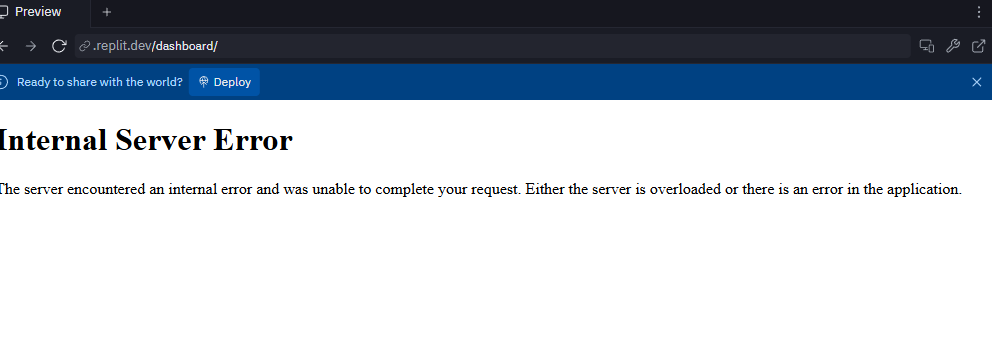 Preview
.replit.dev/dashboard/
Ready to share with the world? Deploy
Internal Server Error
The server encountered an internal error and was unable to complete your request. Either the server is overloaded or there is an error in the application.